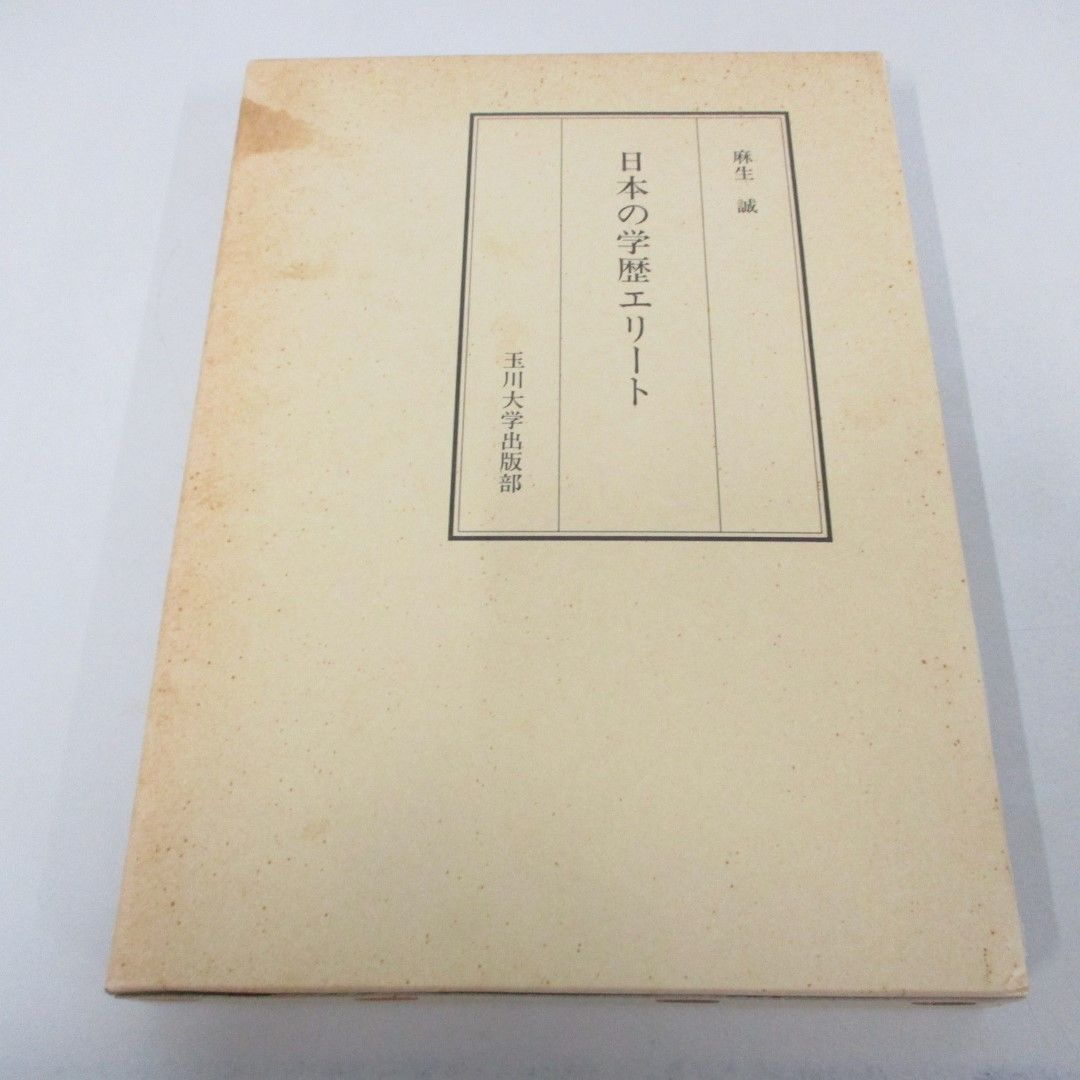 麻生 誠
日本の学歴エリート
玉川大学出版部